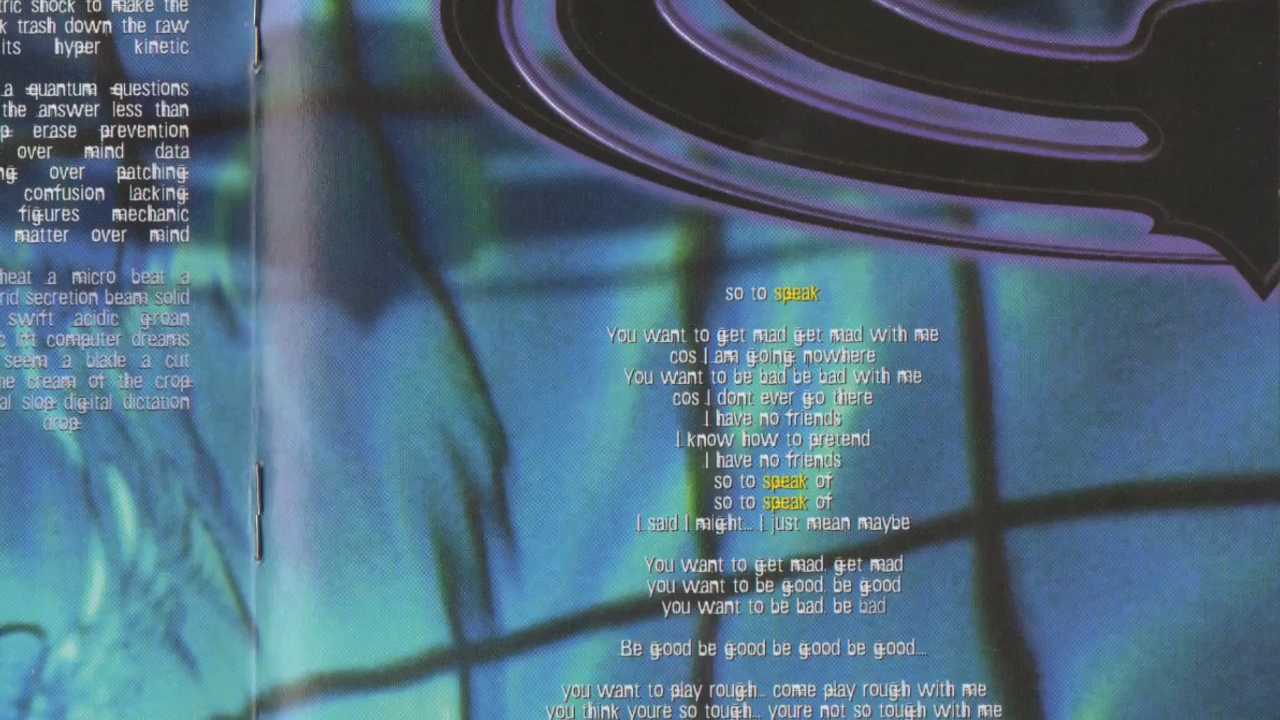 tric shock to make the
k trash down the raw
its hyper kinetic
a quantum questions
the answer less than
erase prevention
over mind data
over patching
confusion lacking
figures mechanic
matter over mind
heat a micro beat a
rid secretion beam solid
swift acidic groan
lift computer dreams
seem a blade a cut
cream of the crop
al slop digital dictation
drop
so to speak
You want to get mad get mad with me
cos I am going nowhere
You want to be bad be bad with me
cos I dont ever go there
I have no friends
I know how to pretend
I have no friends
so to speak of
so to speak of
I said I might... I just mean maybe
You want to get mad. get mad
you want to be good. be good
you want to be bad. be bad
Be good be good be good be good...
you want to play rough... come play rough with me
you think youre so tough... youre not so tough with me